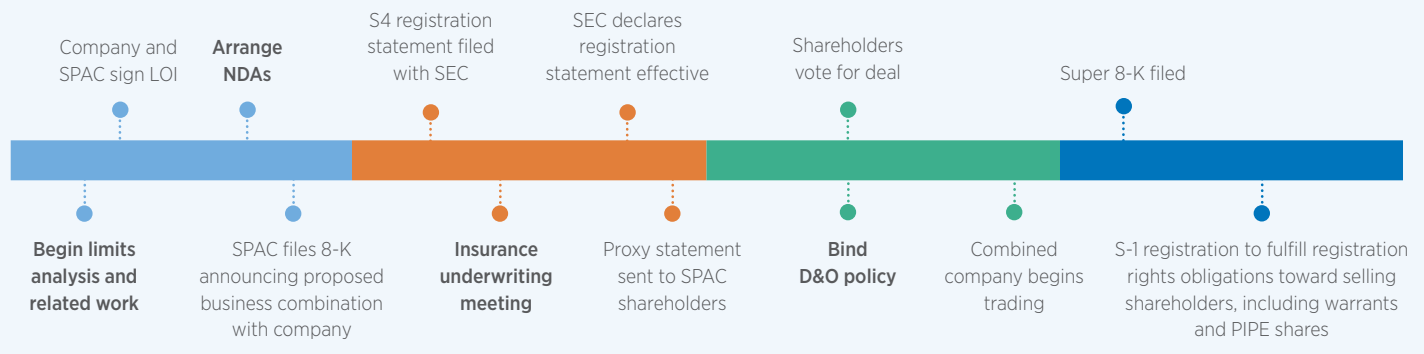 Company and
SPAC sign LOI
Arrange
NDAs
S4 registration
statement filed
with SEC
SEC declares
registration
statement effective
Shareholders
vote for deal
Super 8-K filed
Begin limits
analysis and
related work
SPAC files 8-K
announcing proposed
business combination
with company
Insurance
underwriting
meeting
Proxy statement
sent to SPAC
shareholders
Bind
D&O policy
Combined
company begins
trading
S-1 registration to fulfill registration
rights obligations toward selling
shareholders, including warrants
and PIPE shares